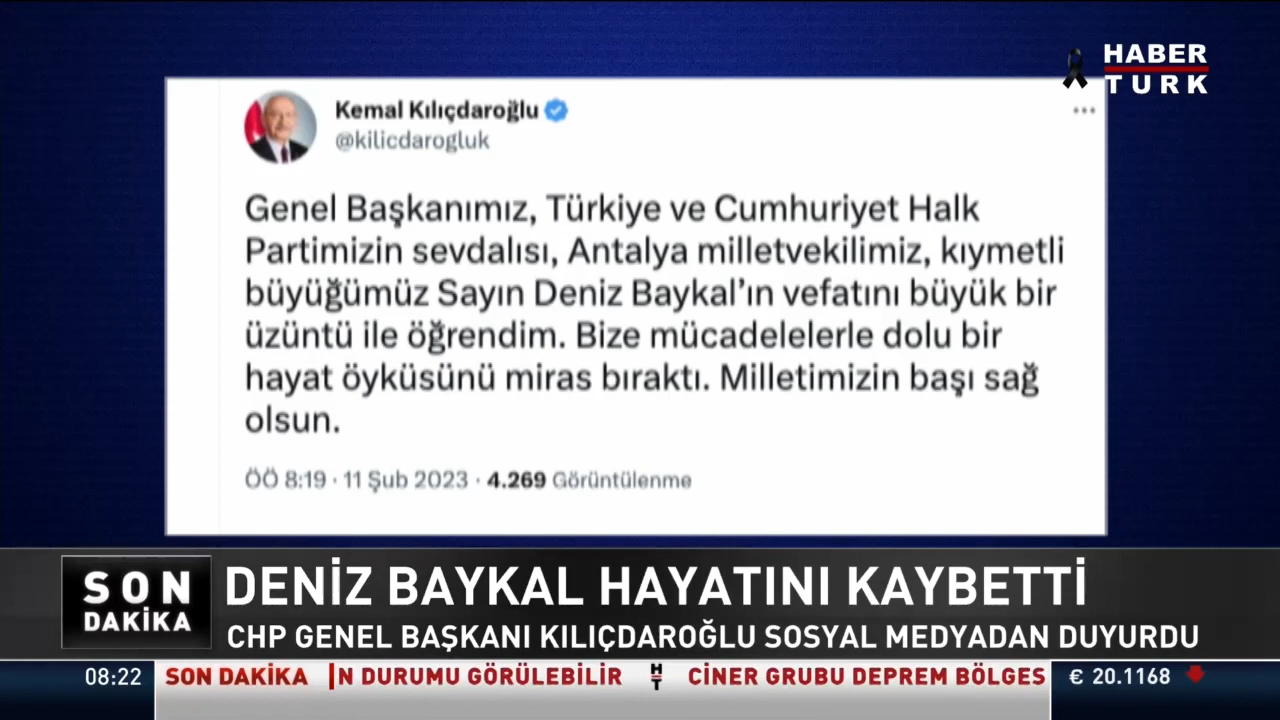 HABER
TURK
Kemal Kılıçdaroğlu
@kilicdarogluk
Genel Başkanımız, Türkiye ve Cumhuriyet Halk
Partimizin sevdalısı, Antalya milletvekilimiz, kıymetli
büyüğümüz Sayın Deniz Baykal’ın vefatını büyük bir
üzüntü ile öğrendim. Bize mücadelelerle dolu bir
hayat öyküsünü miras bıraktı. Milletimizin başı sağ
olsun.
ÖÖ 8:19 · 11 Şub 2023 · 4.269 Görüntülenme
SON
DAKİKA
DENİZ BAYKAL HAYATINI KAYBETTİ
CHP GENEL BAŞKANI KILIÇDAROĞLU SOSYAL MEDYADAN DUYURDU
08:22 SON DAKİKA N DURUMU GÖRÜLEBİLİR HT CİNER GRUBU DEPREM BÖLGES € 20.1168